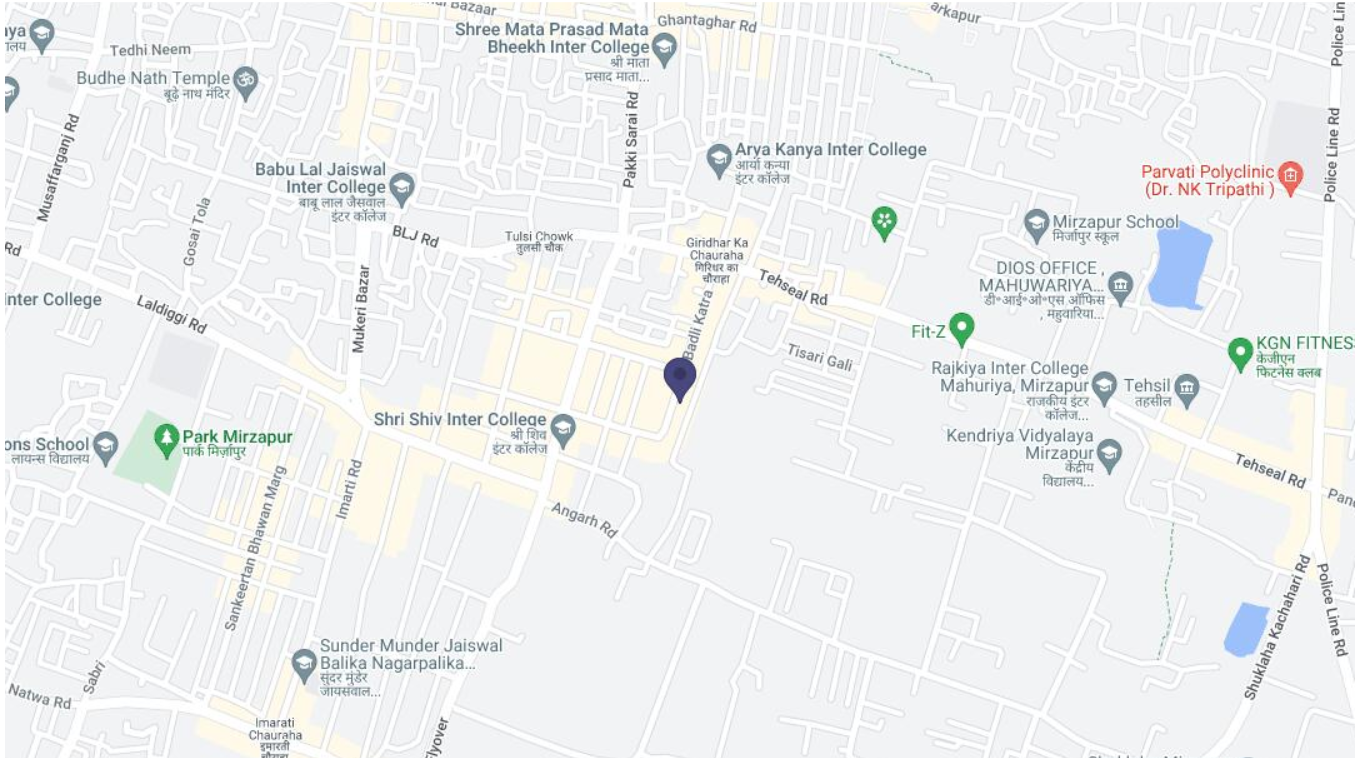 dai Bazaar
Ghantaghar Rd
arkapur
Police Lin
Shree Mata Prasad Mata
Bheekh Inter College
श्री माता
प्रसाद माता...
Tedhi Neem
Budhe Nath Temple
बूढ़े नाथ मंदिर
Musaffarganj Rd
Pakki Sarai Rd
Police Line Rd
Arya Kanya Inter College
आर्या कन्या
इंटर कॉलेज
Babu Lal Jaiswal
Inter College
बाबू लाल जैसवाल
इंटर कॉलेज
Parvati Polyclinic
(Dr. NK Tripathi )
Gosai Tola
BLJ Rd
Tulsi Chowk
तुलसी चौक
Giridhar Ka
Chauraha
गिरिधर का
चौराहा
Mirzapur School
मिर्जापुर स्कूल
DIOS OFFICE ,
MAHUWARIYA...
डी॰आई॰ओ॰एस ऑफिस
, महुवारिया...
Tehseal Rd
Rd
Inter College
Laldiggi Rd
Mukeri Bazar
Badli Katra
Fit-Z
Tisari Gali
KGN FITNES
केजीएन
फिटनेस क्लब
Rajkiya Inter College
Mahuriya, Mirzapur
राजकीय इंटर
कॉलेज...
Tehsil
तहसील
Shri Shiv Inter College
श्री शिव
इंटर कॉलेज
Park Mirzapur
पार्क मिर्ज़ापुर
ons School
लायन्स विद्यालय
Kendriya Vidyalaya
Mirzapur
केंद्रीय
विद्यालय...
Tehseal Rd
Imarti Rd
Sankeertan Bhawan Marg
Angarh Rd
Shuklaha Kachahari Rd
Police Line Rd
Sunder Munder Jaiswal
Balika Nagarpalika...
सुंदर मुंडेर
जायसवाल...
Sabri
Natwa Rd
Imarati
Chauraha
इमारती
चौराहा
lyover